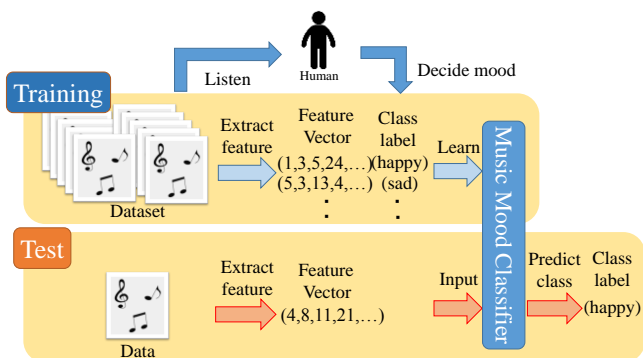 Human
Listen
Decide mood
Training
Extract
feature
Feature
Vector
Class
label
(1,3,5,24,...)(happy)
(5,3,13,4,...) (sad)
Learn
Dataset
Music Mood Classifier
Test
Extract
feature
Feature
Vector
(4,8,11,21,...)
Input
Predict
class
Class
label
(happy)
Data